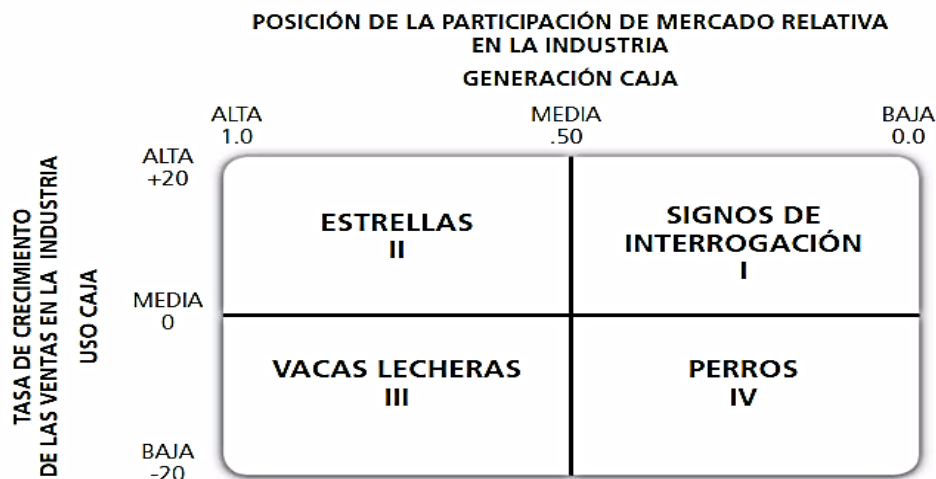 POSICIÓN DE LA PARTICIPACIÓN DE MERCADO RELATIVA
EN LA INDUSTRIA
GENERACIÓN CAJA
ALTA
1.0
MEDIA
.50
BAJA
0.0
TASA DE CRECIMIENTO
DE LAS VENTAS EN LA INDUSTRIA
USO CAJA
ALTA
+20
MEDIA
0
BAJA
-20
ESTRELLAS
II
SIGNOS DE
INTERROGACIÓN
I
VACAS LECHERAS
III
PERROS
IV